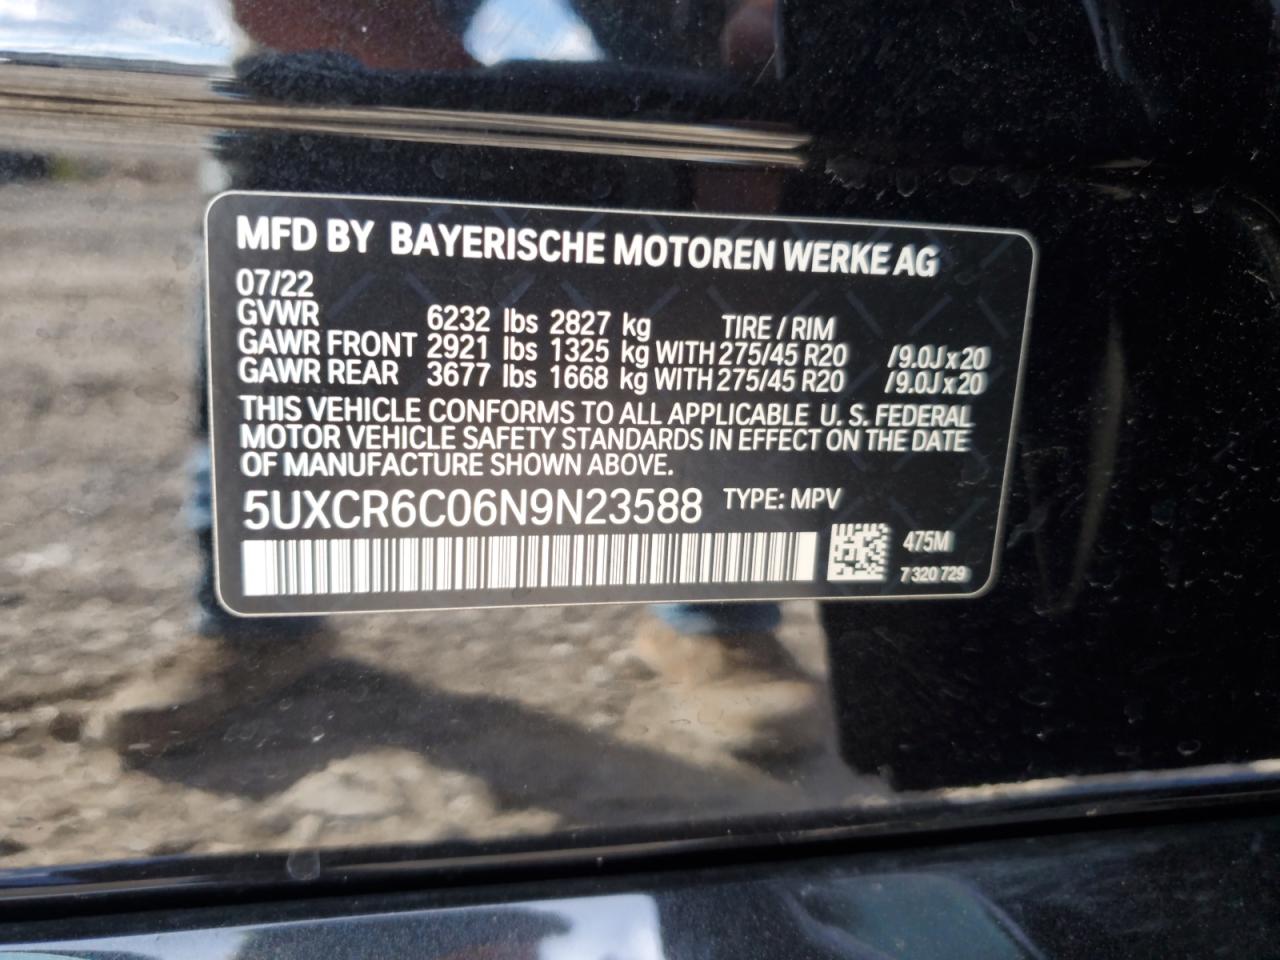 MFD BY BAYERISCHE MOTOREN WERKE AG
07/22
GVWR 6232 lbs 2827 kg TIRE / RIM
GAWR FRONT 2921 lbs 1325 kg WITH 275/45 R20 /9.0J x 20
GAWR REAR 3677 lbs 1668 kg WITH 275/45 R20 /9.0J x 20
THIS VEHICLE CONFORMS TO ALL APPLICABLE U. S. FEDERAL
MOTOR VEHICLE SAFETY STANDARDS IN EFFECT ON THE DATE
OF MANUFACTURE SHOWN ABOVE.
5UXCR6C06N9N23588 TYPE: MPV
475M
7 320 729